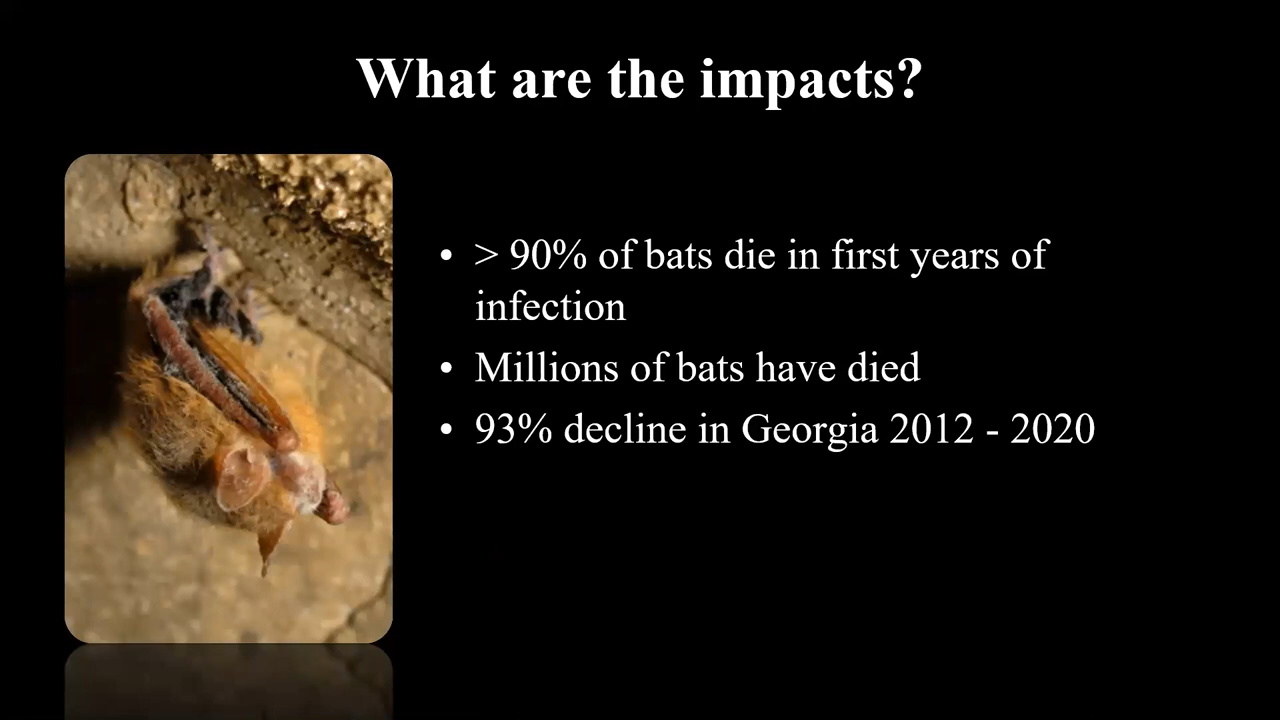 What are the impacts?
• > 90% of bats die in first years of
infection
• Millions of bats have died
• 93% decline in Georgia 2012 - 2020